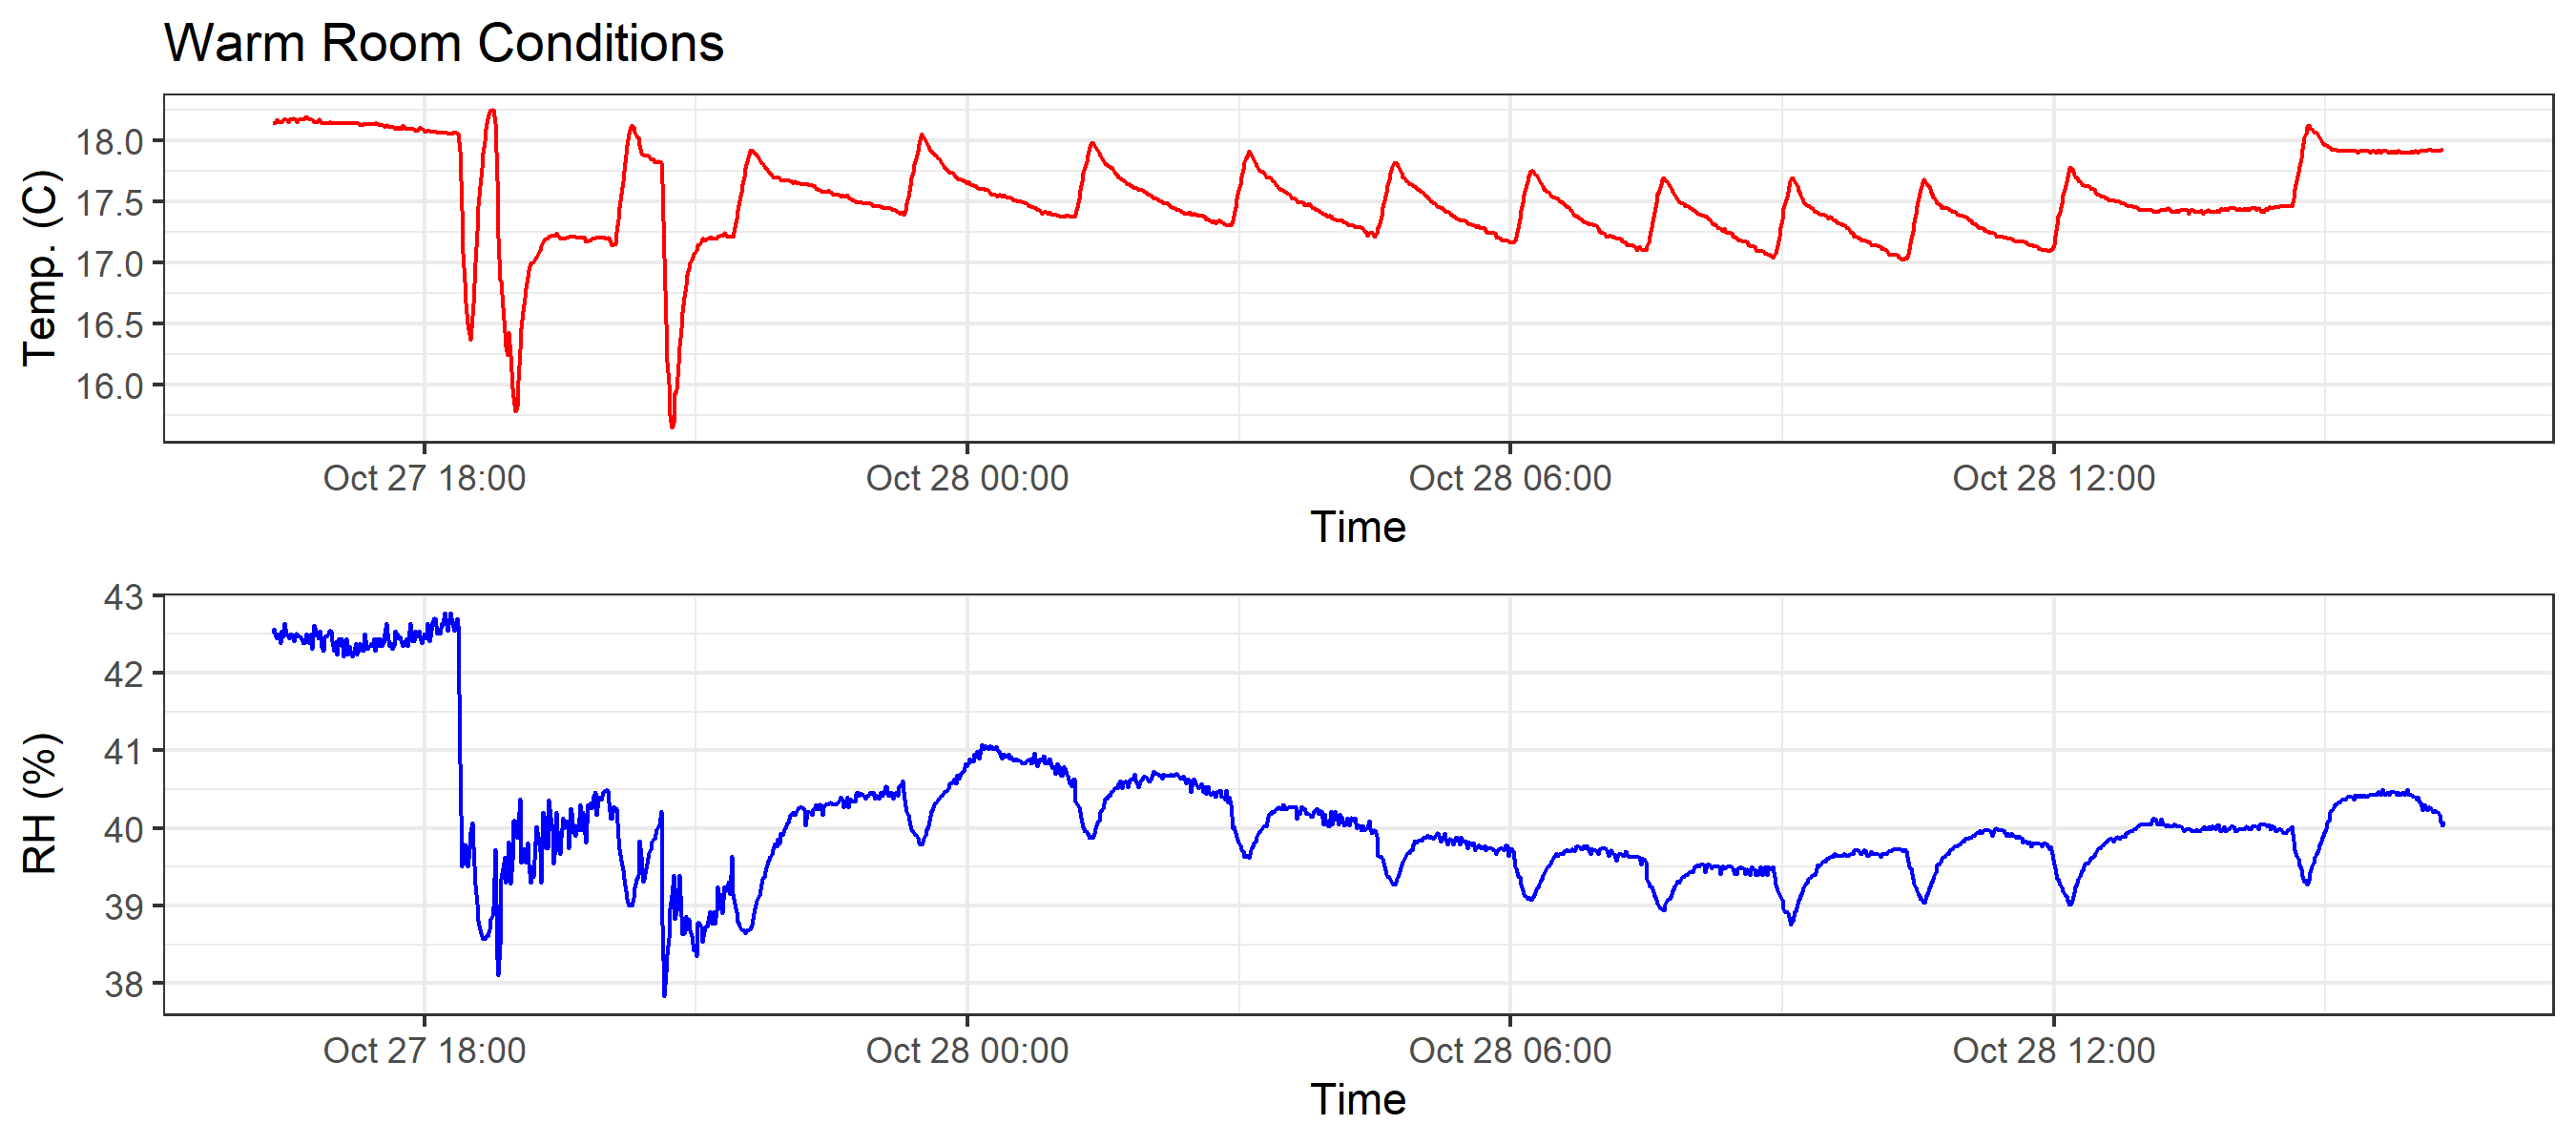 Warm Room Conditions
Temp. (C)
18.0
17.5
17.0
16.5
16.0
Oct 27 18:00 Oct 28 00:00 Oct 28 06:00 Oct 28 12:00
Time
RH (%)
43
42
41
40
39
38
Oct 27 18:00 Oct 28 00:00 Oct 28 06:00 Oct 28 12:00
Time